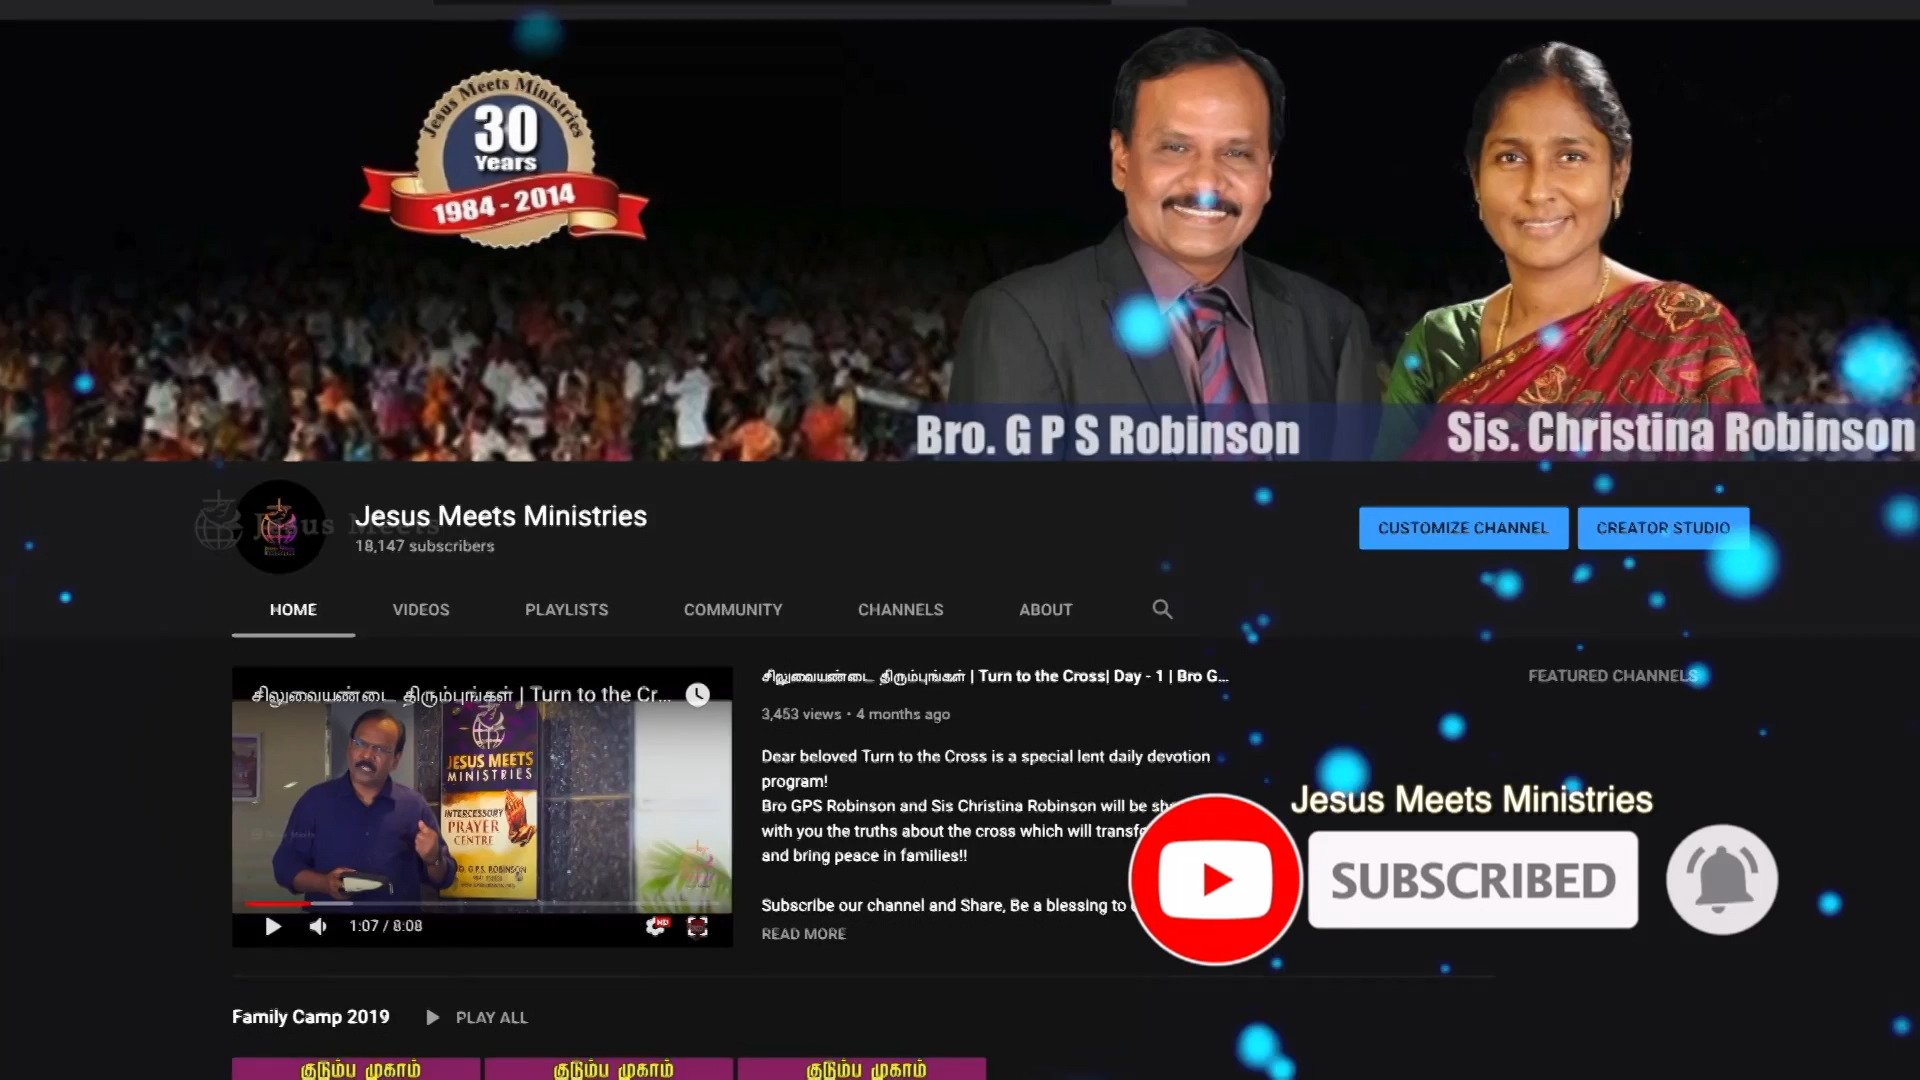 Jesus Meets Ministries
30
Years
1984 - 2014
Bro. G P S Robinson
Sis. Christina Robinson
Jesus Meets Ministries
18,147 subscribers
Jesus Meets
CUSTOMIZE CHANNEL
CREATOR STUDIO
HOME
VIDEOS
PLAYLISTS
COMMUNITY
CHANNELS
ABOUT
சிலுவையண்டை திரும்புங்கள் | Turn to the Cr...
JESUS MEETS
MINISTRIES
INTERCESSORY
PRAYER
CENTRE
G.P.S. ROBINSON
HD
1:07 / 8:08
சிலுவையண்டை திரும்புங்கள் | Turn to the Cross| Day - 1 | Bro G...
3,453 views • 4 months ago
Dear beloved Turn to the Cross is a special lent daily devotion
program!
Bro GPS Robinson and Sis Christina Robinson will be
with you the truths about the cross which will
and bring peace in families!!
Subscribe our channel and Share, Be a blessing to
READ MORE
FEATURED CHANNELS
Jesus Meets Ministries
SUBSCRIBED
Family Camp 2019
PLAY ALL
குடும்ப முகாம்
குடும்ப முகாம்
குடும்ப முகாம்